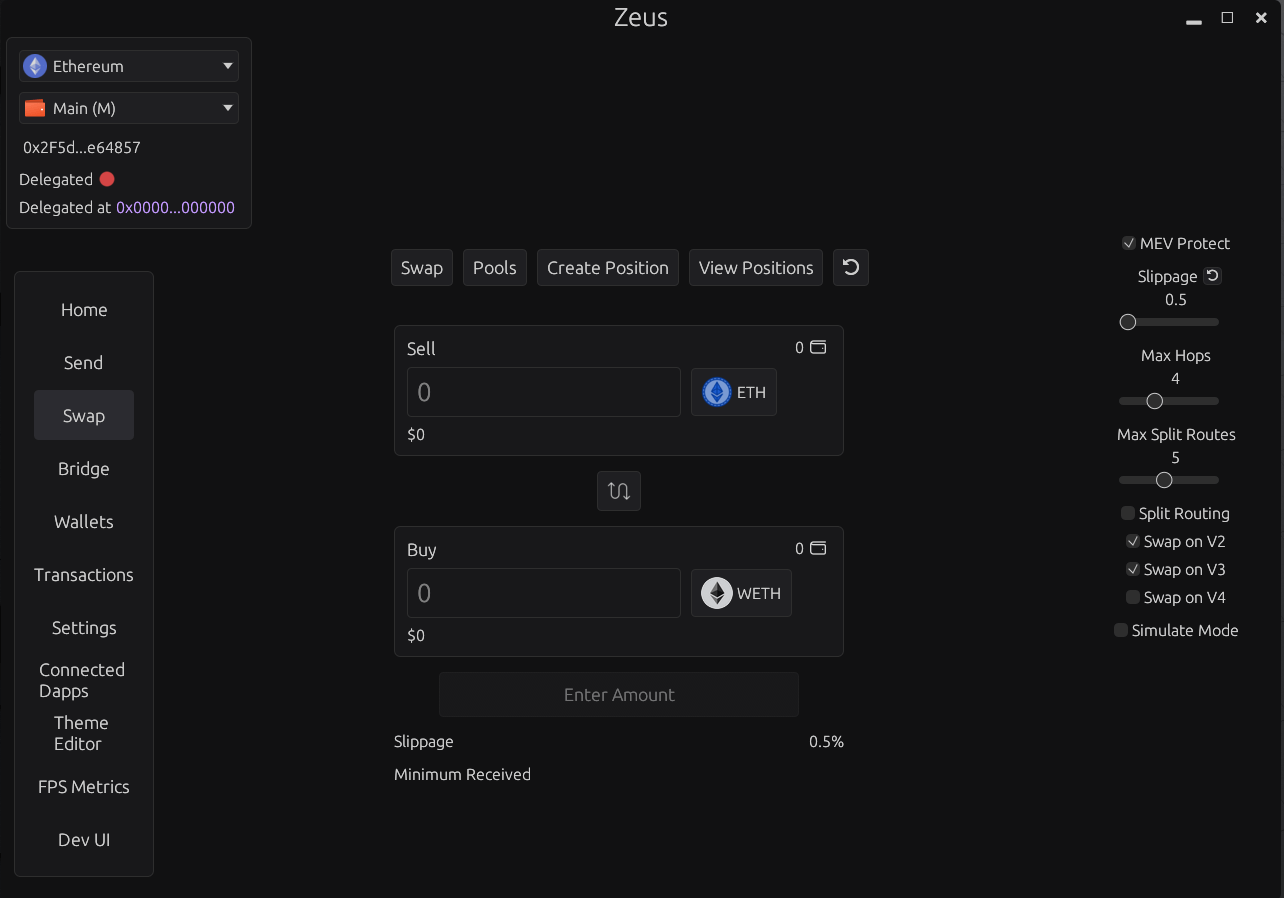 Zeus
Ethereum
Main (M)
0x2F5d...e64857
Delegated
Delegated at 0x0000...000000
Home
Send
Swap
Bridge
Wallets
Transactions
Settings
Connected
Dapps
Theme
Editor
FPS Metrics
Dev UI
Swap
Pools
Create Position
View Positions
Sell
0
0
ETH
$0
Buy
0
0
WETH
$0
Enter Amount
Slippage
0.5%
Minimum Received
MEV Protect
Slippage
0.5
Max Hops
4
Max Split Routes
5
Split Routing
Swap on V2
Swap on V3
Swap on V4
Simulate Mode